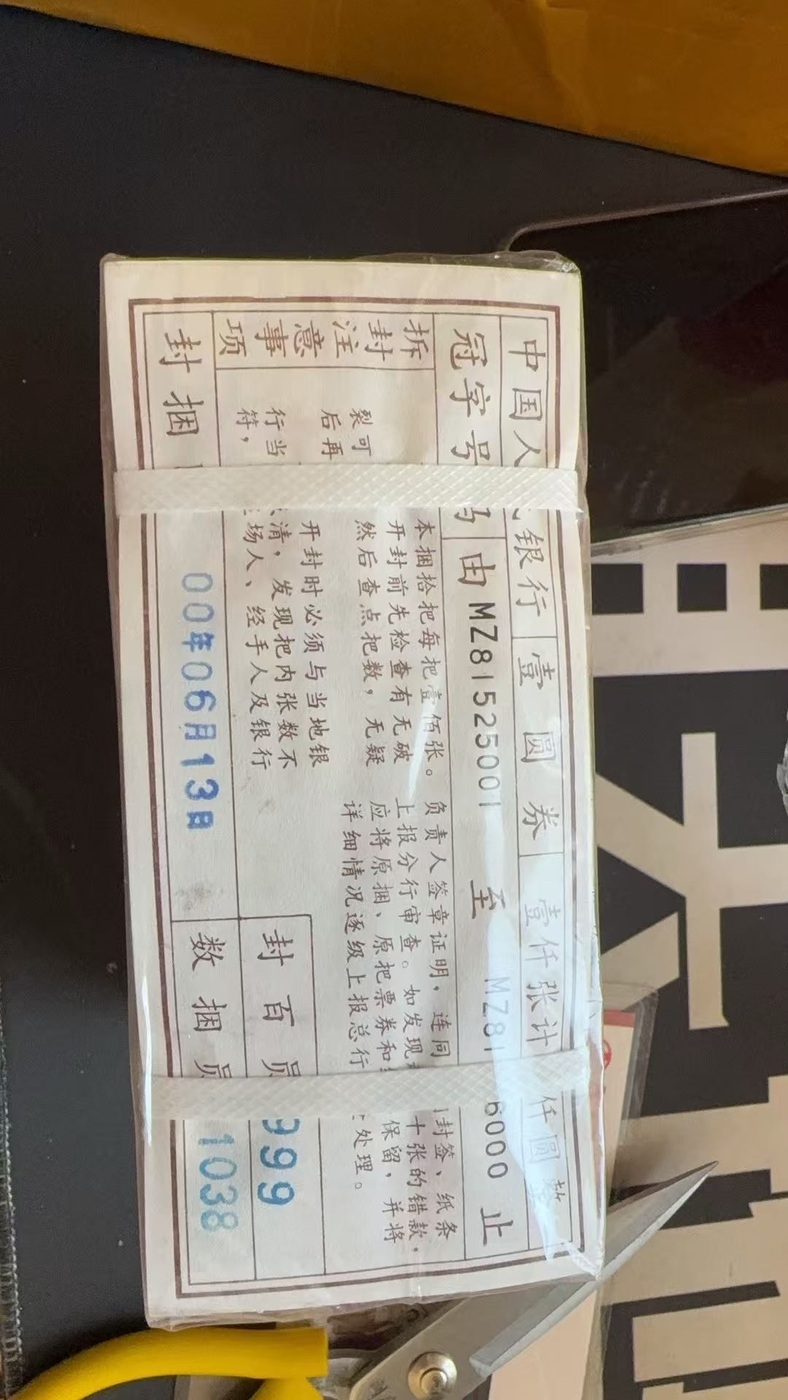 中国人 银行 壹圆券 壹仟张计 仟圆整
冠字号 由 MZ81525001 至 MZ81 6000 止
拆封注意事项
本捆拾把每把壹佰张。
开封前先检查有无破
裂可 然后查点把数，无疑
后再 开封时必须与当地银
行当 清，发现把内张数不
符， 场人、经手人及银行
负责人签章证明，连同 封签、纸条
上报分行审查。如发现 十张的错款，
应将原捆、原把票券和 保留，并将
详细情况逐级上报总行 处理。
封捆 00年06月13日
封百员 999
数捆员 1038